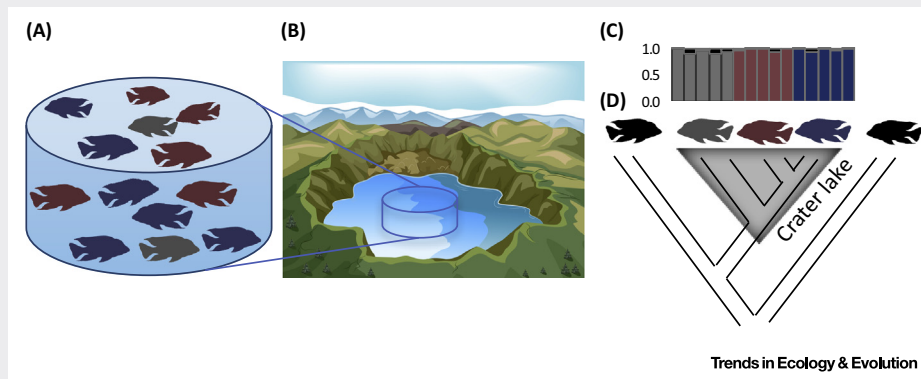 (A)
(B)
(C)
1.0
0.5
0.0
(D)
Crater lake
Trends in Ecology & Evolution